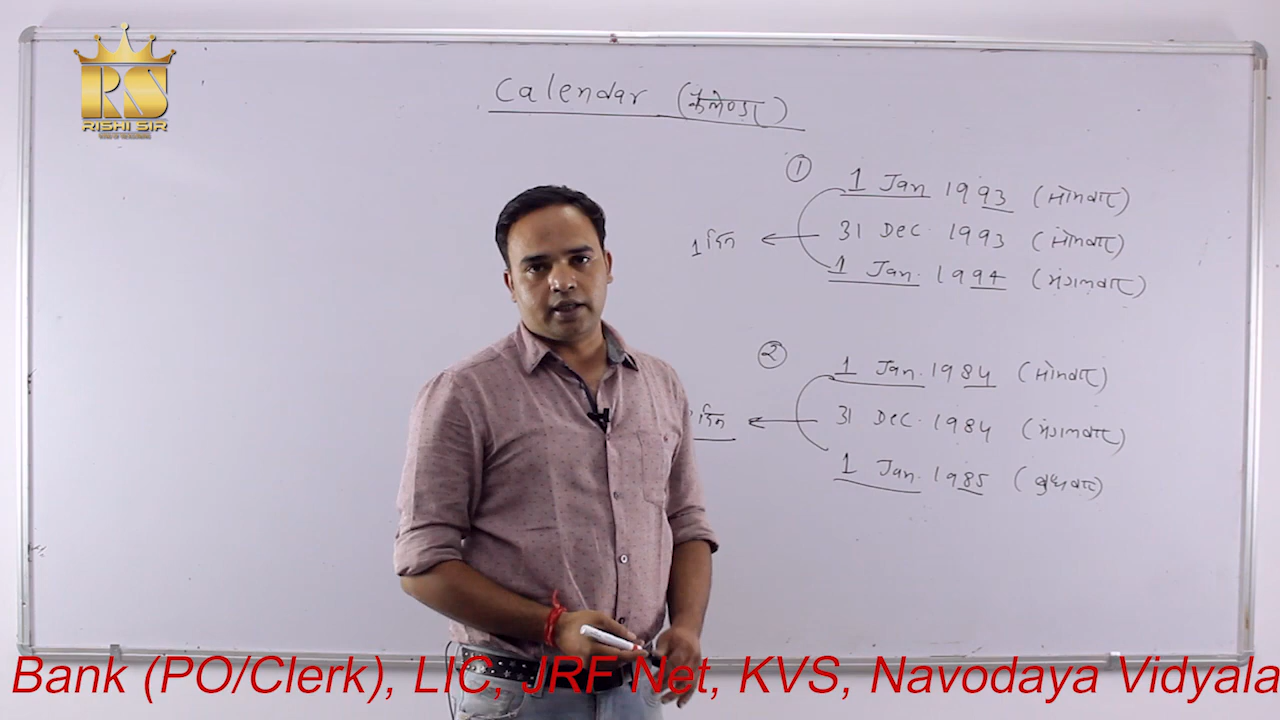 RS
RISHI SIR
Calendar (कैलेण्डर)
①
1 Jan 1993 (सोमवार)
1 दिन
31 Dec. 1993 (सोमवार)
1 Jan. 1994 (मंगलवार)
②
1 Jan. 1984 (सोमवार)
दिन
31 Dec. 1984 (मंगलवार)
1 Jan. 1985 (बुधवार)
Bank (PO/Clerk), LIC, JRF Net, KVS, Navodaya Vidyala